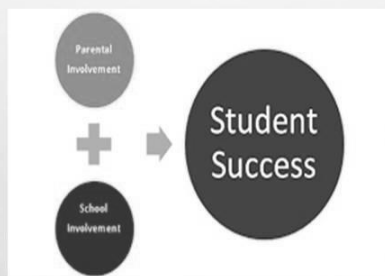 Parental
Involvement
School
Involvement
Student
Success